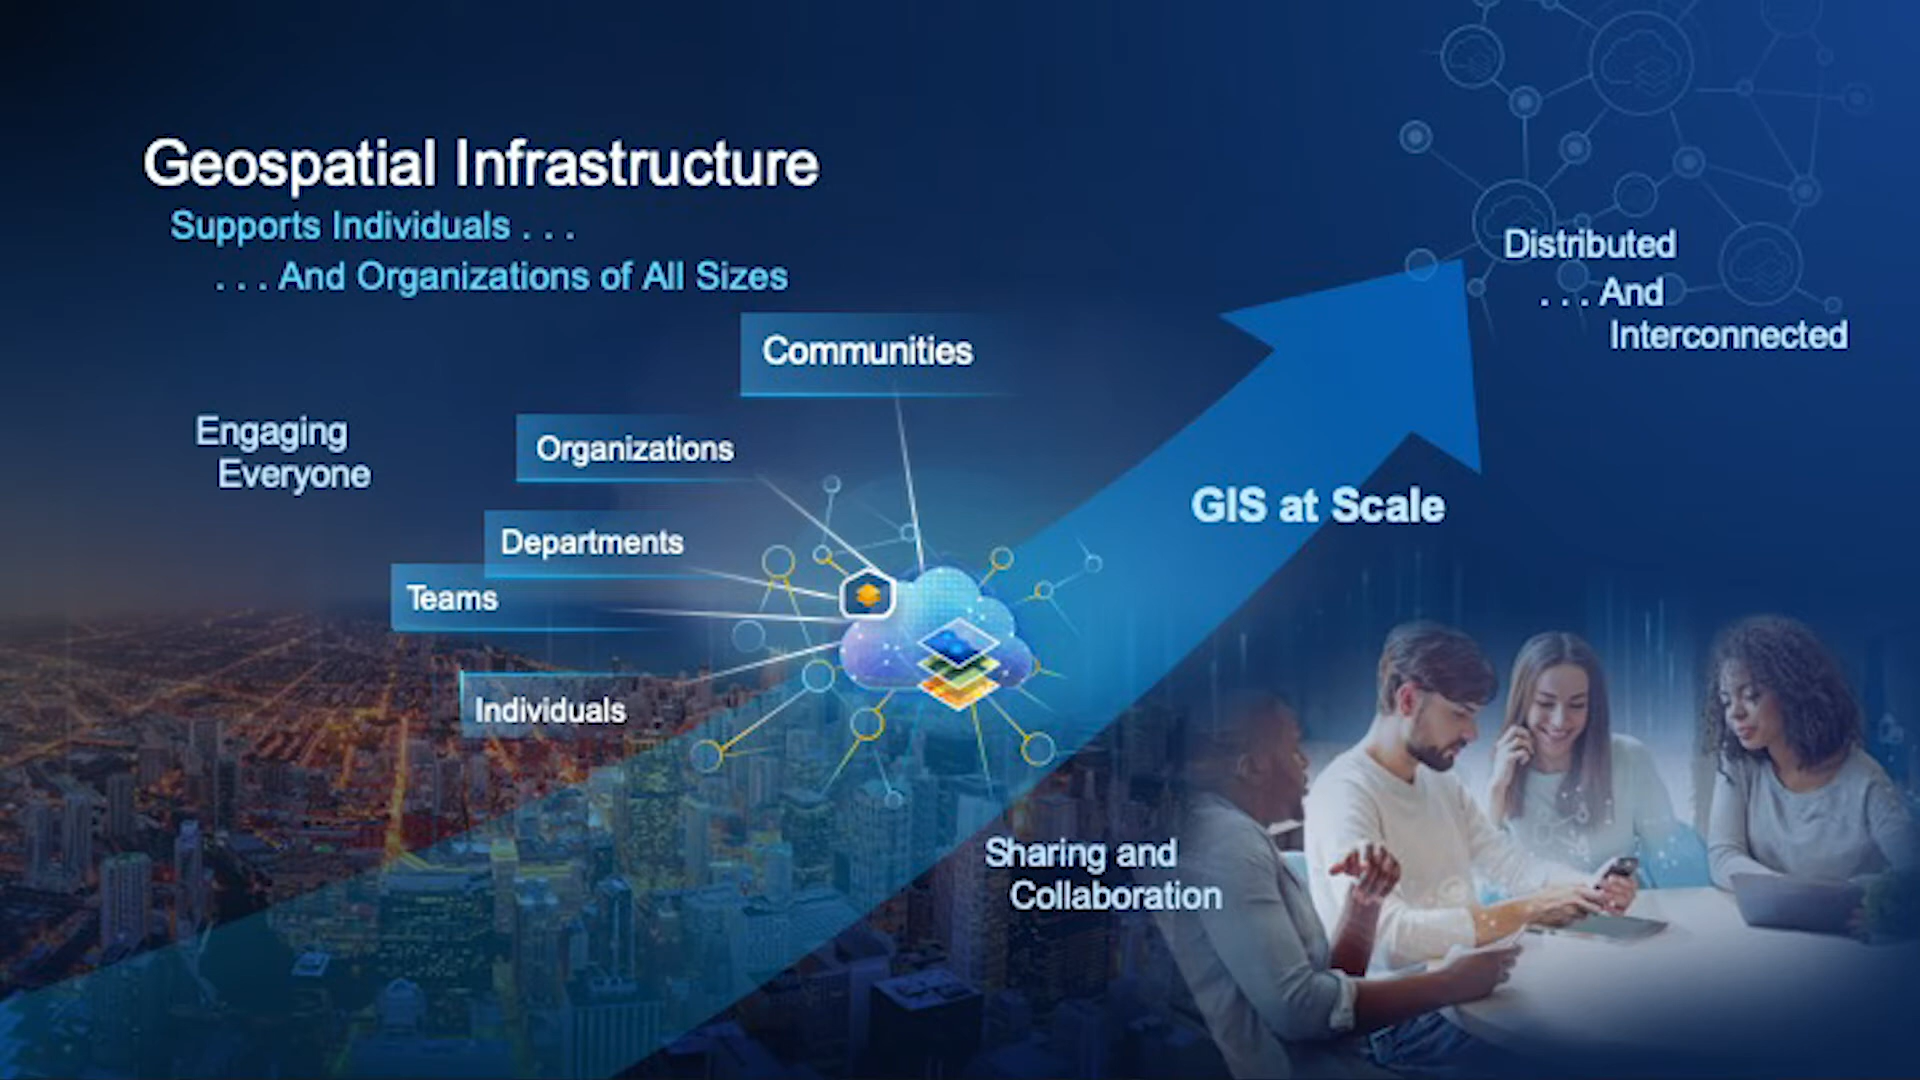 Geospatial Infrastructure
Supports Individuals . . .
. . . And Organizations of All Sizes
Distributed
. . . And
Interconnected
Communities
Engaging
Everyone
Organizations
GIS at Scale
Departments
Teams
Individuals
Sharing and
Collaboration